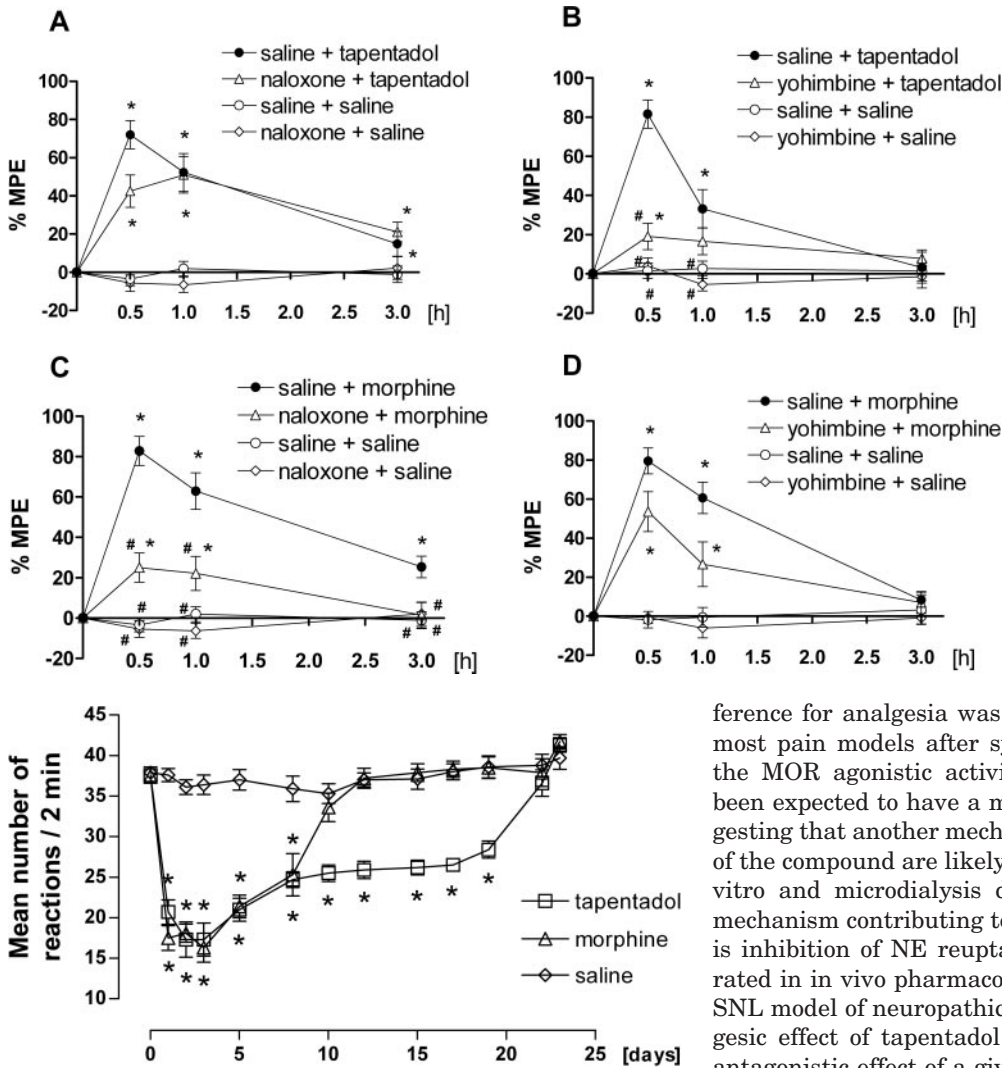 A
saline + tapentadol
naloxone + tapentadol
saline + saline
naloxone + saline
% MPE
100
80
60
40
20
0
-20
0.5 1.0 1.5 2.0 2.5 3.0 [h]
* * * * * *
B
saline + tapentadol
yohimbine + tapentadol
saline + saline
yohimbine + saline
% MPE
100
80
60
40
20
0
-20
0.5 1.0 1.5 2.0 2.5 3.0 [h]
* * # * # # # #
C
saline + morphine
naloxone + morphine
saline + saline
naloxone + saline
% MPE
100
80
60
40
20
0
-20
0.5 1.0 1.5 2.0 2.5 3.0 [h]
* * * # * # * # # # # # # #
D
saline + morphine
yohimbine + morphine
saline + saline
yohimbine + saline
% MPE
100
80
60
40
20
0
-20
0.5 1.0 1.5 2.0 2.5 3.0 [h]
* * * *
Mean number of
reactions / 2 min
45
40
35
30
25
20
15
10
* * * * * * * * * * * * * * *
tapentadol
morphine
saline
0 5 10 15 20 25
[days]
ference for analgesia was
most pain models after s
the MOR agonistic activi
been expected to have a m
gesting that another mech
of the compound are likely
vitro and microdialysis
mechanism contributing to
is inhibition of NE reupta
rated in in vivo pharmaco
SNL model of neuropathic
gesic effect of tapentadol
antagonistic effect of a giv